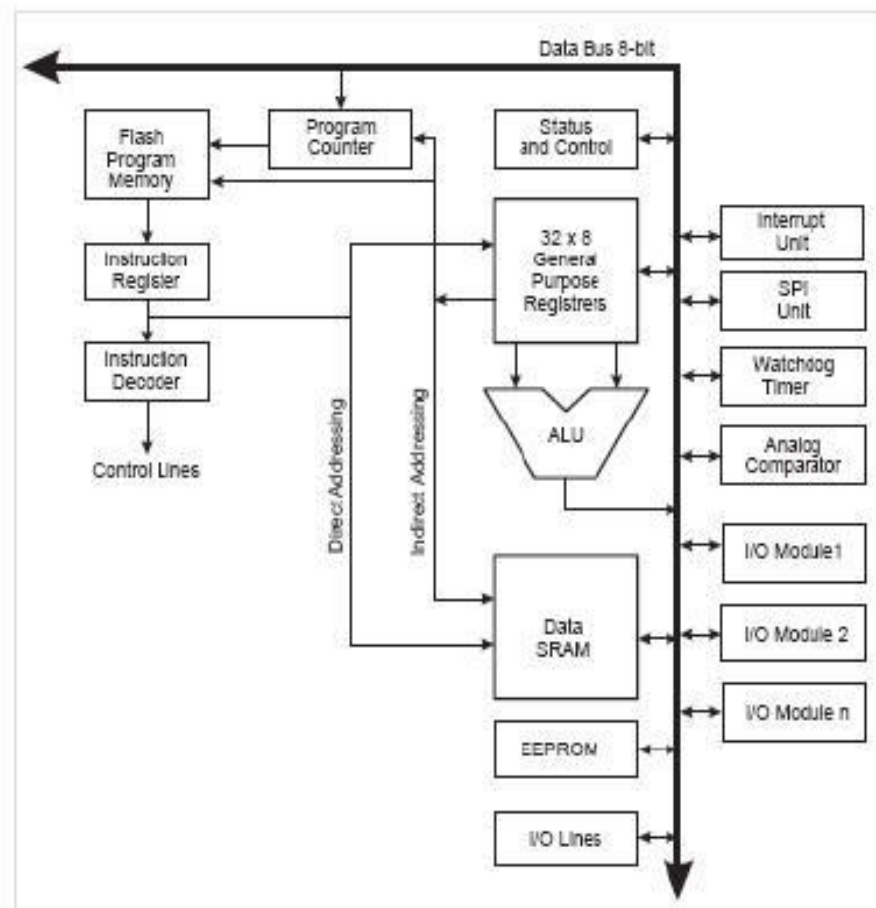 Data Bus 8-bit
Flash
Program
Memory
Program
Counter
Status
and Control
32 x 8
General
Purpose
Registrers
Interrupt
Unit
Instruction
Register
SPI
Unit
Instruction
Decoder
Watchdog
Timer
ALU
Analog
Comparator
Control Lines
Direct Addressing
Indirect Addressing
I/O Module1
Data
SRAM
I/O Module 2
I/O Module n
EEPROM
I/O Lines